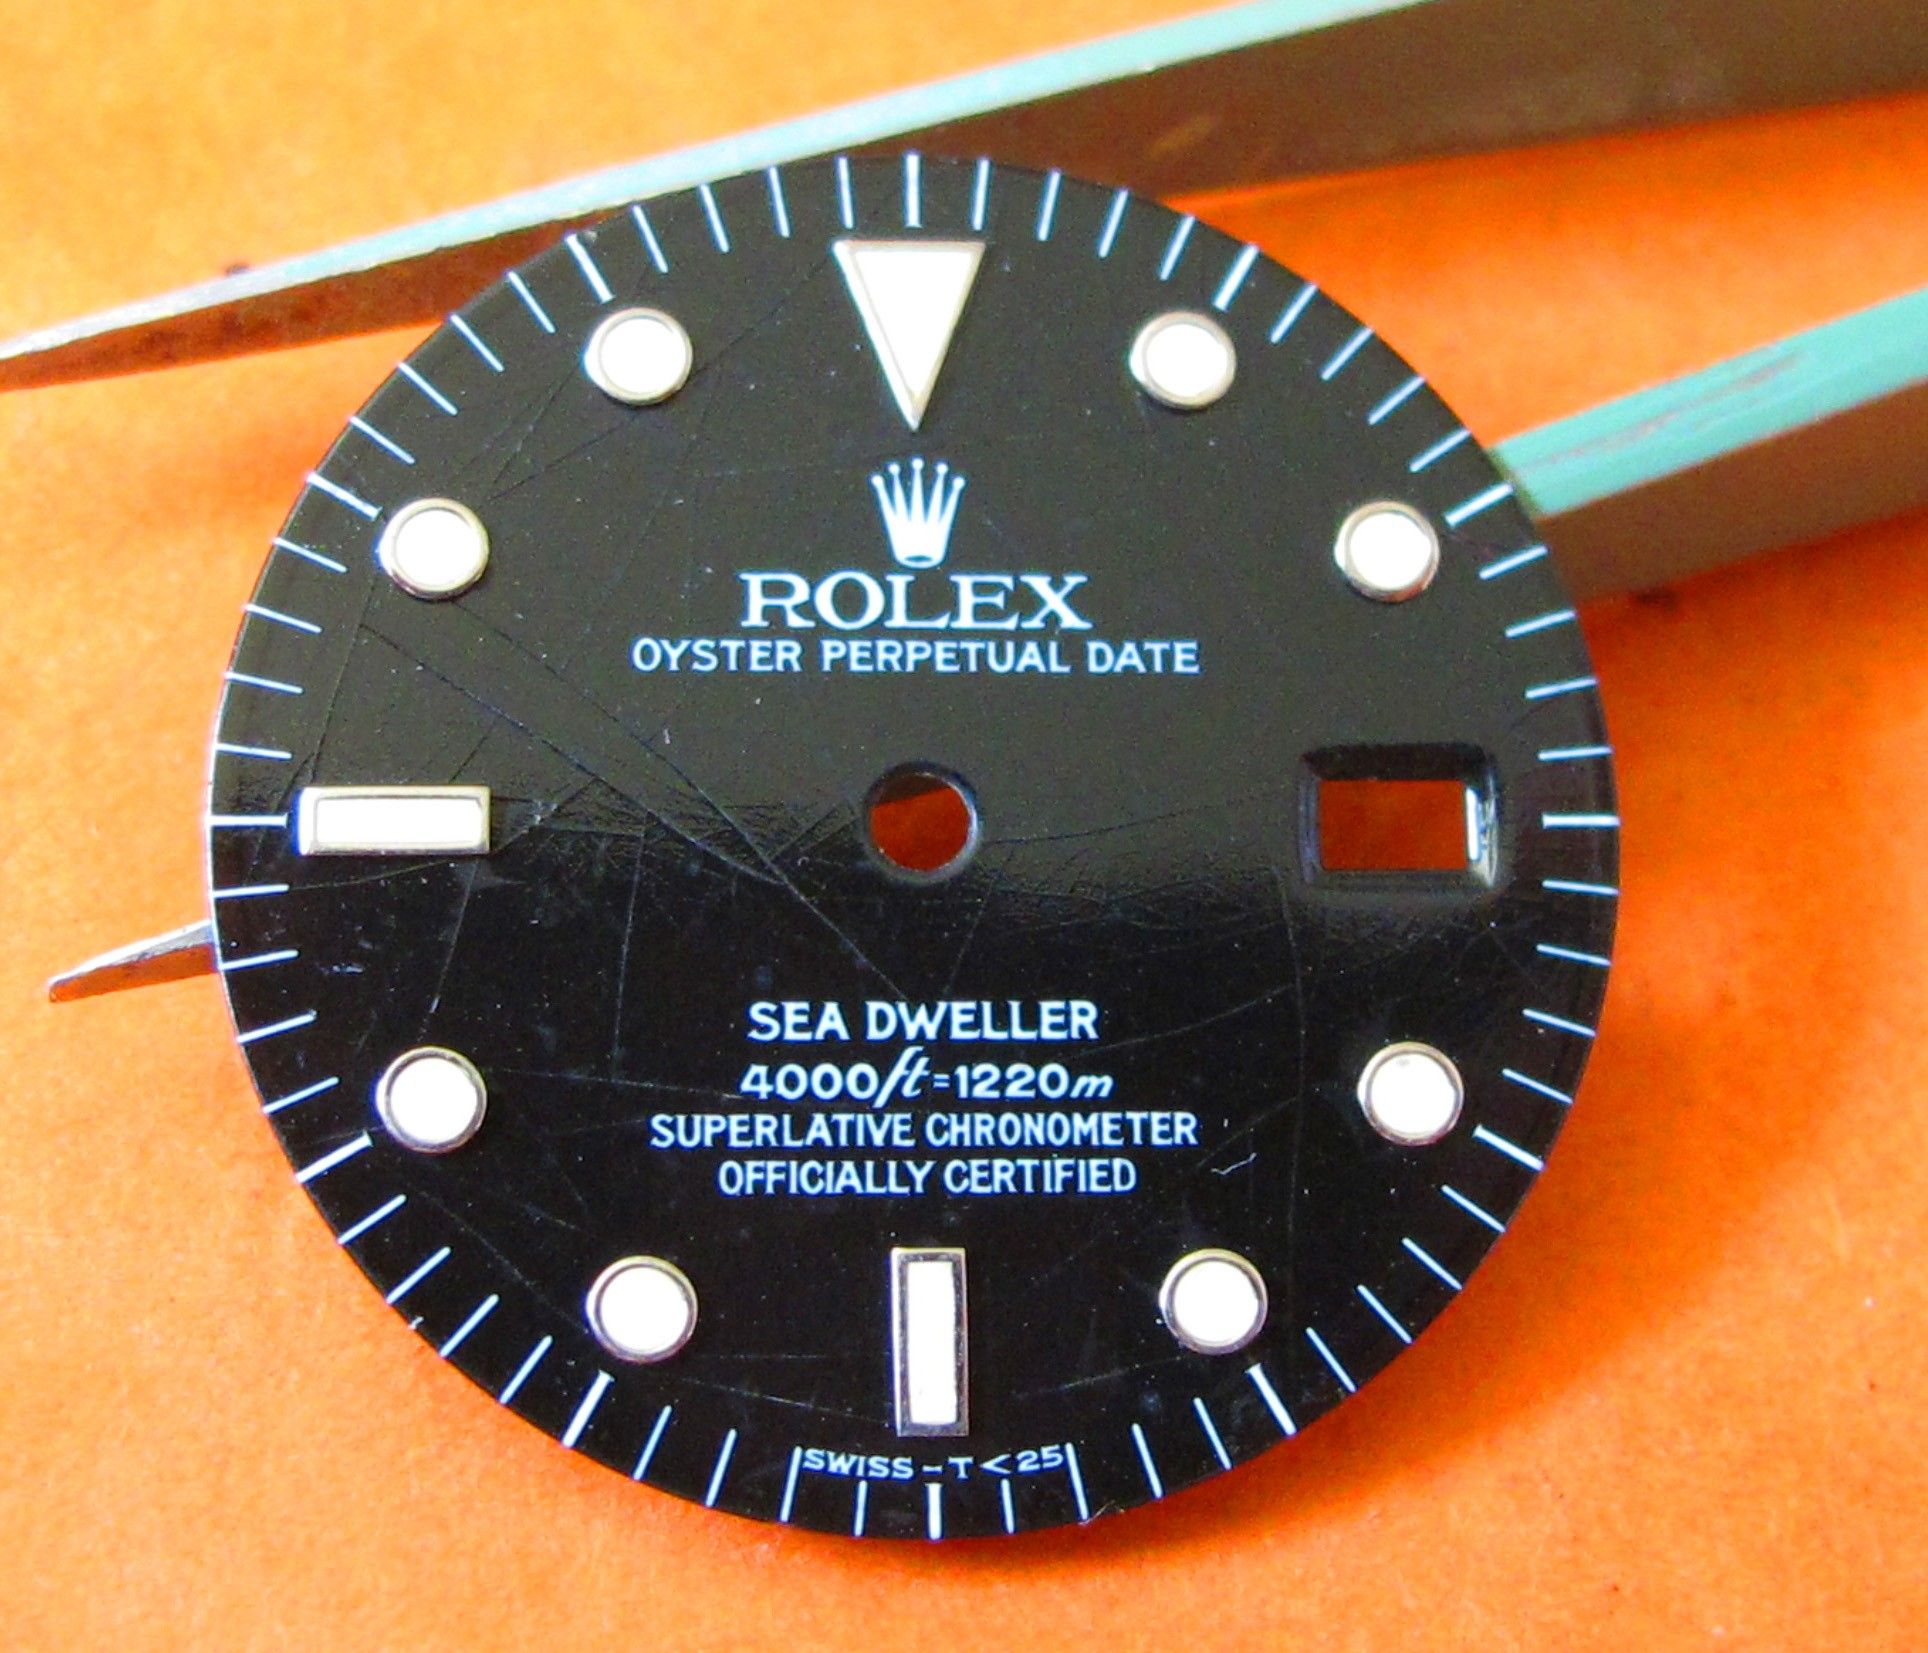 ROLEX
OYSTER PERPETUAL DATE
SEA DWELLER
4000ft=1220m
SUPERLATIVE CHRONOMETER
OFFICIALLY CERTIFIED
SWISS-T<25